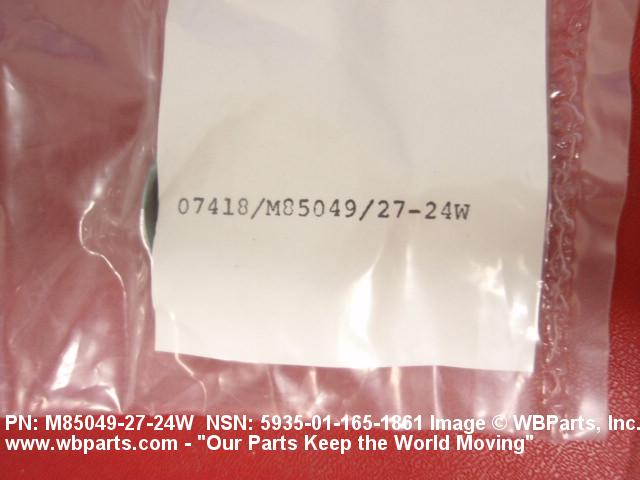 07418/M85049/27-24W
PN: M85049-27-24W NSN: 5935-01-165-1861 Image © WBParts, Inc.
www.wbparts.com - "Our Parts Keep the World Moving"